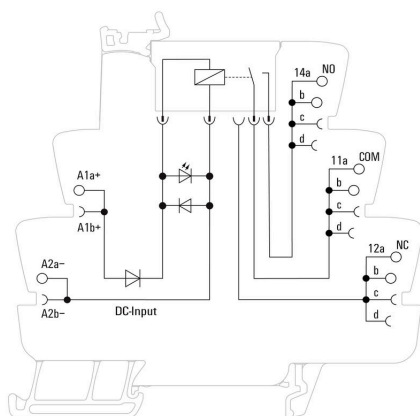 14a NO
b
c
d
11a COM
b
c
d
A1a+
A1b+
12a NC
b
c
d
A2a–
A2b–
DC-Input